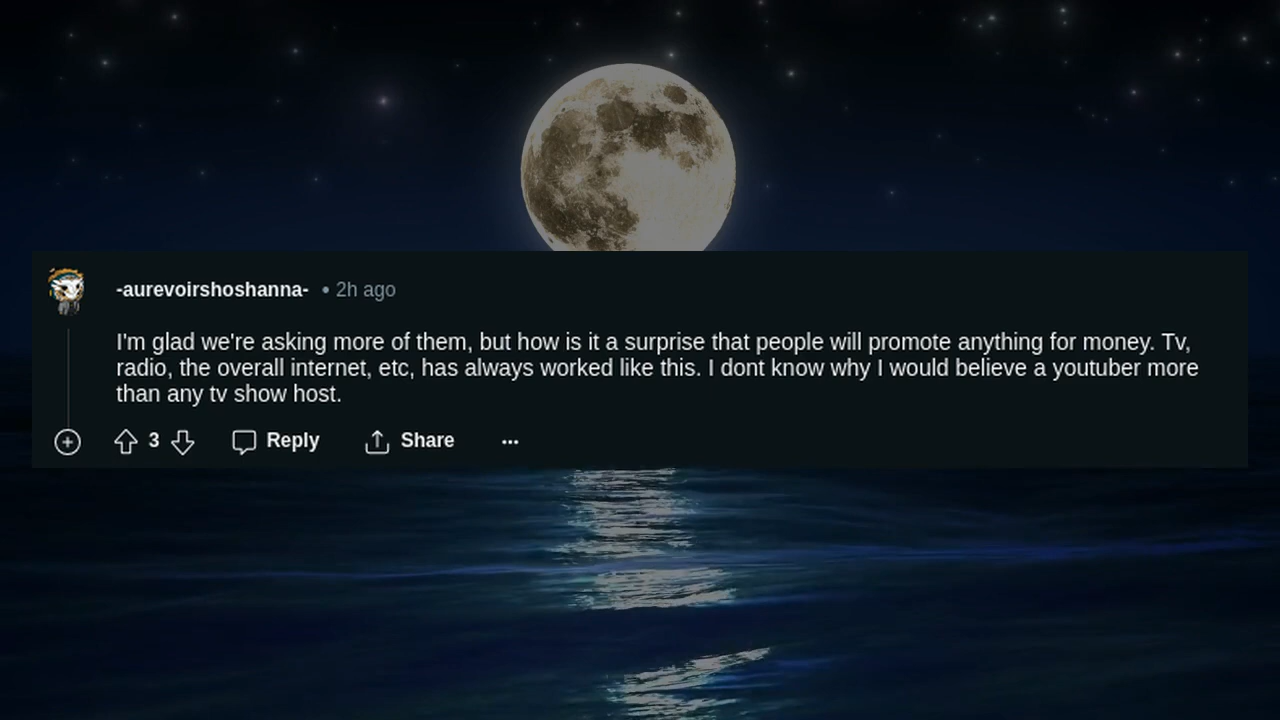 -aurevoirshoshanna- • 2h ago
I'm glad we're asking more of them, but how is it a surprise that people will promote anything for money. Tv,
radio, the overall internet, etc, has always worked like this. I dont know why I would believe a youtuber more
than any tv show host.
3 Reply Share ...